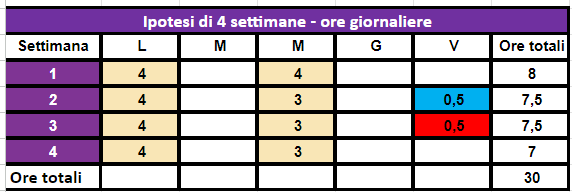 Ipotesi di 4 settimane - ore giornaliere
Settimana L M M G V Ore totali
1 4 4 8
2 4 3 0,5 7,5
3 4 3 0,5 7,5
4 4 3 7
Ore totali 30